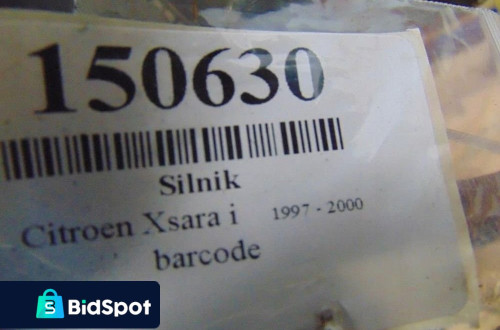 150630
Silnik
Citroen Xsara i 1997 - 2000
barcode
S BidSpot